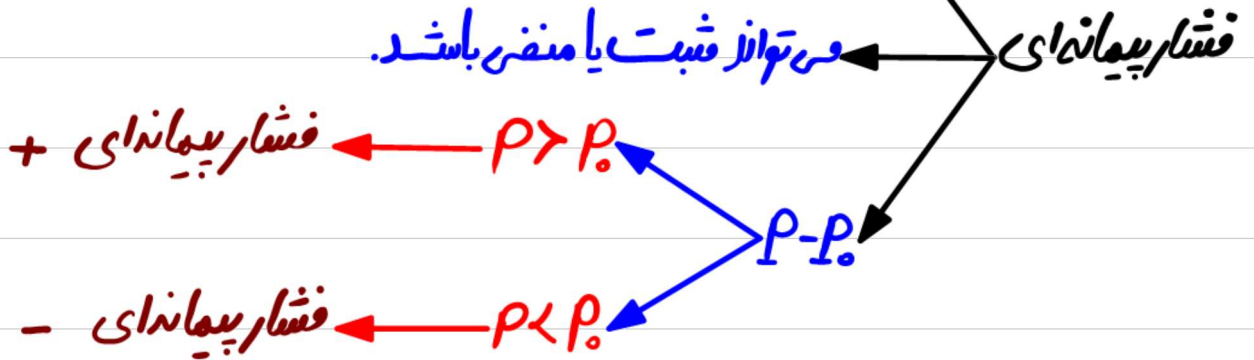 فشار پیمانه‌ای
می‌تواند مثبت یا منفی باشد.
P > P₀
فشار پیمانه‌ای +
P - P₀
P < P₀
فشار پیمانه‌ای -